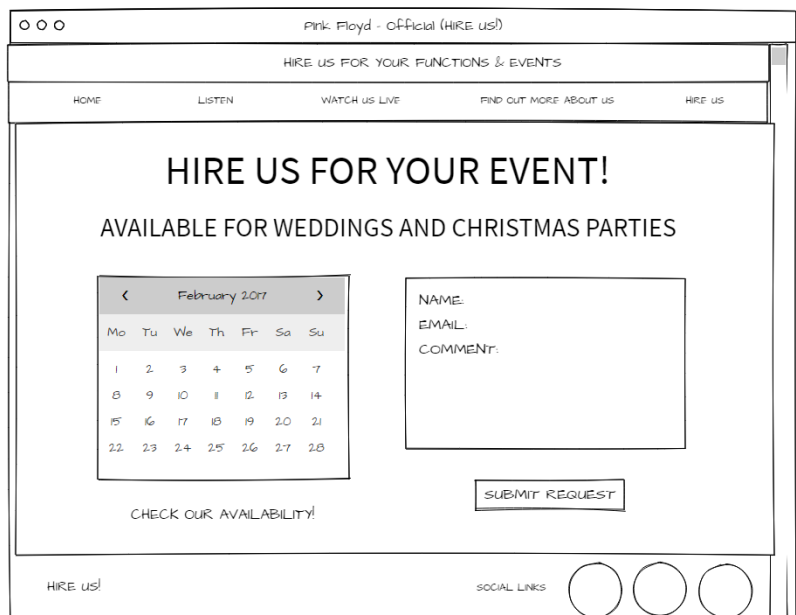 Pink Floyd - Official (HIRE US!)
HIRE US FOR YOUR FUNCTIONS & EVENTS
HOME LISTEN WATCH US LIVE FIND OUT MORE ABOUT US HIRE US
HIRE US FOR YOUR EVENT!
AVAILABLE FOR WEDDINGS AND CHRISTMAS PARTIES
< February 2017 >
Mo Tu We Th Fr Sa Su
1 2 3 4 5 6 7
8 9 10 11 12 13 14
15 16 17 18 19 20 21
22 23 24 25 26 27 28
CHECK OUR AVAILABILITY!
NAME:
EMAIL:
COMMENT:
SUBMIT REQUEST
HIRE US!
SOCIAL LINKS